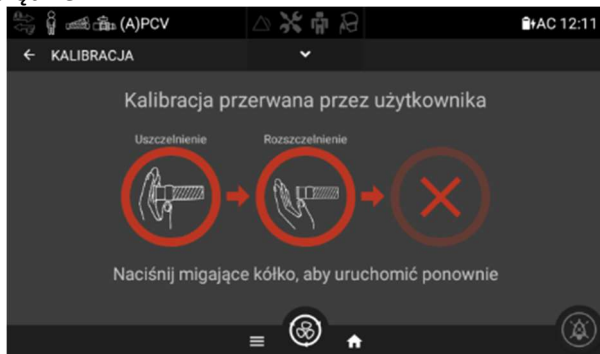 (A)PCV
AC 12:11
KALIBRACJA
Kalibracja przerwana przez użytkownika
Uszczelnienie
Rozszczelnienie
Naciśnij migające kółko, aby uruchomić ponownie